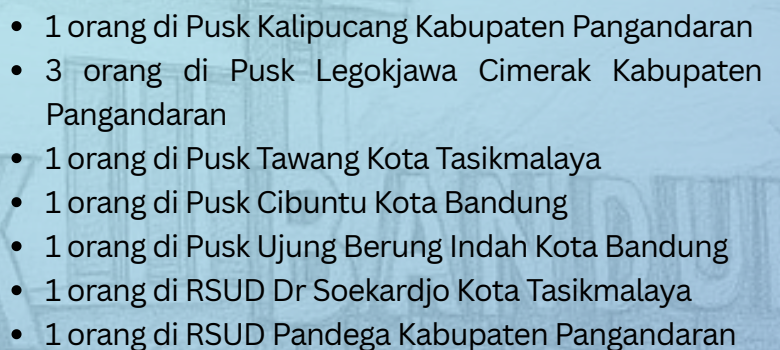 • 1 orang di Pusk Kalipucang Kabupaten Pangandaran
• 3 orang di Pusk Legokjawa Cimerak Kabupaten
Pangandaran
• 1 orang di Pusk Tawang Kota Tasikmalaya
• 1 orang di Pusk Cibuntu Kota Bandung
• 1 orang di Pusk Ujung Berung Indah Kota Bandung
• 1 orang di RSUD Dr Soekardjo Kota Tasikmalaya
• 1 orang di RSUD Pandega Kabupaten Pangandaran